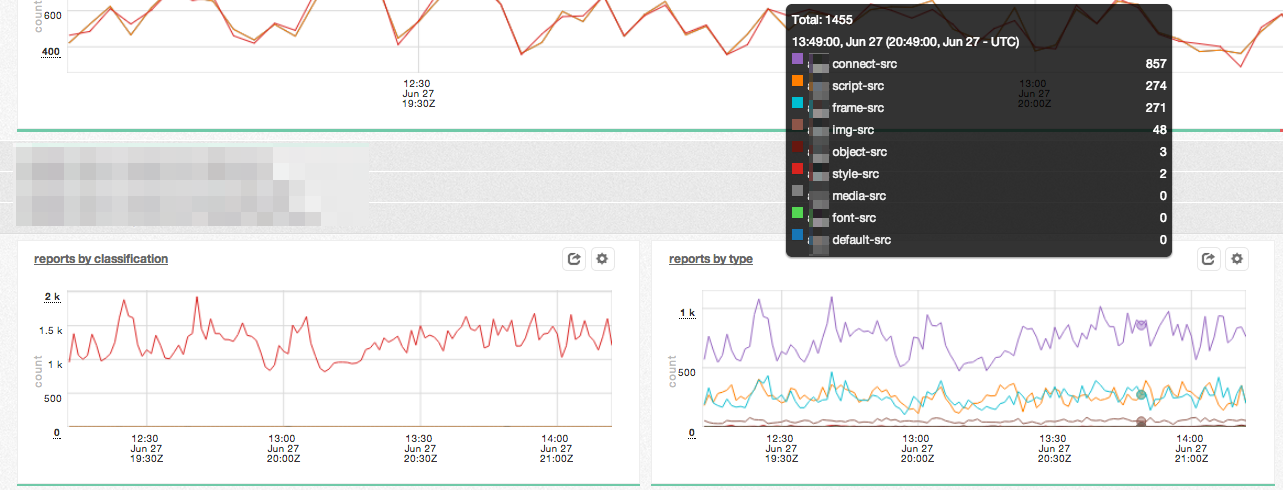 600
400
count
12:30
Jun 27
19:30Z
13:00
Jun 27
20:00Z
Total: 1455
13:49:00, Jun 27 (20:49:00, Jun 27 - UTC)
connect-src 857
script-src 274
frame-src 271
img-src 48
object-src 3
style-src 2
media-src 0
font-src 0
default-src 0
reports by classification
2 k
1.5 k
1 k
500
0
count
12:30
Jun 27
19:30Z
13:00
Jun 27
20:00Z
13:30
Jun 27
20:30Z
14:00
Jun 27
21:00Z
reports by type
1 k
500
0
count
12:30
Jun 27
19:30Z
13:00
Jun 27
20:00Z
13:30
Jun 27
20:30Z
14:00
Jun 27
21:00Z